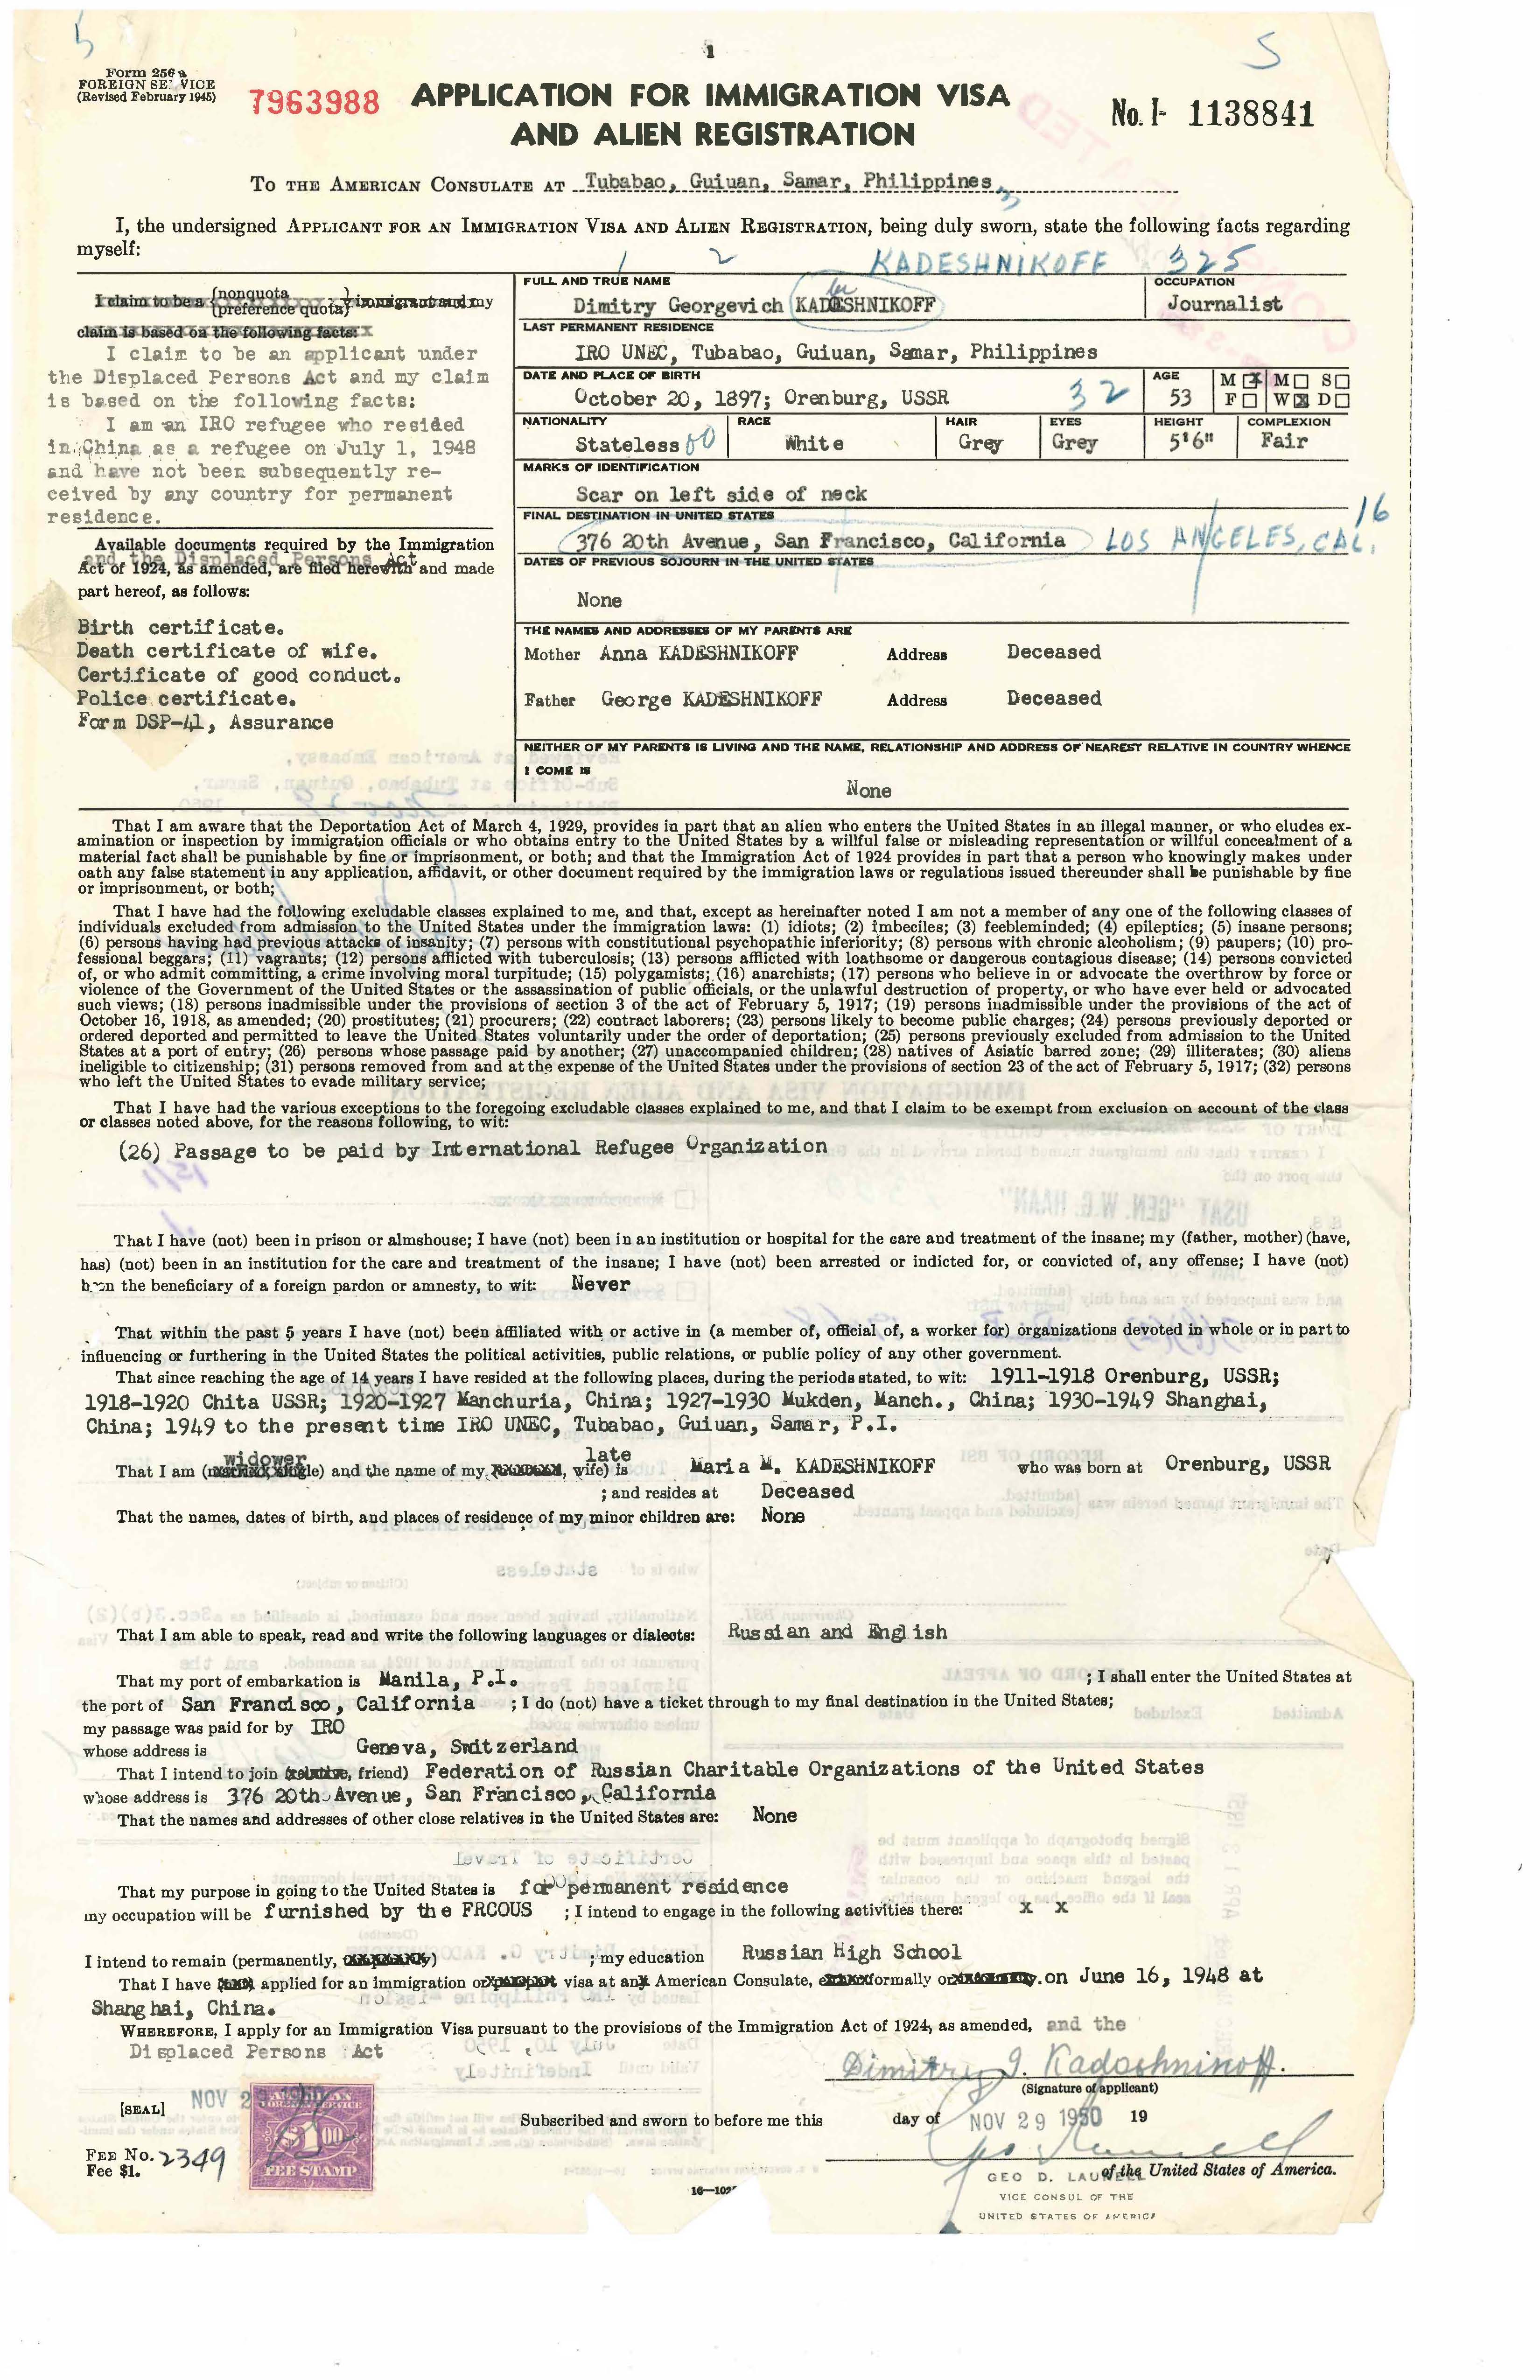 1
5
Form 256a
FOREIGN SERVICE
(Revised February 1945)
7963988
APPLICATION FOR IMMIGRATION VISA
AND ALIEN REGISTRATION
No. I- 1138841
TO THE AMERICAN CONSULATE AT Tubabao, Guiuan, Samar, Philippines
I, the undersigned APPLICANT FOR AN IMMIGRATION VISA AND ALIEN REGISTRATION, being duly sworn, state the following facts regarding
myself:
1 2 KADESHNIKOFF 325
I claim to be a {nonquota / preference quota} immigrant and my
claim is based on the following facts:
I claim to be an applicant under
the Displaced Persons Act and my claim
is based on the following facts:
I am an IRO refugee who resided
in China as a refugee on July 1, 1948
and have not been subsequently re-
ceived by any country for permanent
residence.
Available documents required by the Immigration
and the Displaced Persons Act
Act of 1924, as amended, are filed herewith and made
part hereof, as follows:
Birth certificate.
Death certificate of wife.
Certificate of good conduct.
Police certificate.
Form DSP-41, Assurance
FULL AND TRUE NAME
Dimitry Georgevich KADESHNIKOFF
OCCUPATION
Journalist
LAST PERMANENT RESIDENCE
IRO UNEC, Tubabao, Guiuan, Samar, Philippines
DATE AND PLACE OF BIRTH
October 20, 1897; Orenburg, USSR 32
AGE
53
M X M S
F W X D
NATIONALITY
Stateless
RACE
White
HAIR
Grey
EYES
Grey
HEIGHT
5'6"
COMPLEXION
Fair
MARKS OF IDENTIFICATION
Scar on left side of neck
FINAL DESTINATION IN UNITED STATES
16
376 20th Avenue, San Francisco, California LOS ANGELES, CAL.
DATES OF PREVIOUS SOJOURN IN THE UNITED STATES
None
THE NAMES AND ADDRESSES OF MY PARENTS ARE
Mother Anna KADESHNIKOFF Address Deceased
Father George KADESHNIKOFF Address Deceased
NEITHER OF MY PARENTS IS LIVING AND THE NAME, RELATIONSHIP AND ADDRESS OF NEAREST RELATIVE IN COUNTRY WHENCE
I COME IS
None
That I am aware that the Deportation Act of March 4, 1929, provides in part that an alien who enters the United States in an illegal manner, or who eludes ex-
amination or inspection by immigration officials or who obtains entry to the United States by a willful false or misleading representation or willful concealment of a
material fact shall be punishable by fine or imprisonment, or both; and that the Immigration Act of 1924 provides in part that a person who knowingly makes under
oath any false statement in any application, affidavit, or other document required by the immigration laws or regulations issued thereunder shall be punishable by fine
or imprisonment, or both;
That I have had the following excludable classes explained to me, and that, except as hereinafter noted I am not a member of any one of the following classes of
individuals excluded from admission to the United States under the immigration laws: (1) idiots; (2) imbeciles; (3) feebleminded; (4) epileptics; (5) insane persons;
(6) persons having had previous attacks of insanity; (7) persons with constitutional psychopathic inferiority; (8) persons with chronic alcoholism; (9) paupers; (10) pro-
fessional beggars; (11) vagrants; (12) persons afflicted with tuberculosis; (13) persons afflicted with loathsome or dangerous contagious disease; (14) persons convicted
of, or who admit committing, a crime involving moral turpitude; (15) polygamists; (16) anarchists; (17) persons who believe in or advocate the overthrow by force or
violence of the Government of the United States or the assassination of public officials, or the unlawful destruction of property, or who have ever held or advocated
such views; (18) persons inadmissible under the provisions of section 3 of the act of February 5, 1917; (19) persons inadmissible under the provisions of the act of
October 16, 1918, as amended; (20) prostitutes; (21) procurers; (22) contract laborers; (23) persons likely to become public charges; (24) persons previously deported or
ordered deported and permitted to leave the United States voluntarily under the order of deportation; (25) persons previously excluded from admission to the United
States at a port of entry; (26) persons whose passage paid by another; (27) unaccompanied children; (28) natives of Asiatic barred zone; (29) illiterates; (30) aliens
ineligible to citizenship; (31) persons removed from and at the expense of the United States under the provisions of section 23 of the act of February 5, 1917; (32) persons
who left the United States to evade military service;
That I have had the various exceptions to the foregoing excludable classes explained to me, and that I claim to be exempt from exclusion on account of the class
or classes noted above, for the reasons following, to wit:
(26) Passage to be paid by International Refugee Organization
That I have (not) been in prison or almshouse; I have (not) been in an institution or hospital for the care and treatment of the insane; my (father, mother) (have,
has) (not) been in an institution for the care and treatment of the insane; I have (not) been arrested or indicted for, or convicted of, any offense; I have (not)
been the beneficiary of a foreign pardon or amnesty, to wit: Never
That within the past 5 years I have (not) been affiliated with or active in (a member of, official of, a worker for) organizations devoted in whole or in part to
influencing or furthering in the United States the political activities, public relations, or public policy of any other government.
That since reaching the age of 14 years I have resided at the following places, during the periods stated, to wit: 1911-1918 Orenburg, USSR;
1918-1920 Chita USSR; 1920-1927 Manchuria, China; 1927-1930 Mukden, Manch., China; 1930-1949 Shanghai,
China; 1949 to the present time IRO UNEC, Tubabao, Guiuan, Samar, P.I.
widower late
That I am (married, single) and the name of my, wife) is Maria M. KADESHNIKOFF who was born at Orenburg, USSR
; and resides at Deceased
That the names, dates of birth, and places of residence of my minor children are: None
That I am able to speak, read and write the following languages or dialects: Russian and English
That my port of embarkation is Manila, P.I. ; I shall enter the United States at
the port of San Francisco, California ; I do (not) have a ticket through to my final destination in the United States;
my passage was paid for by IRO
whose address is Geneva, Switzerland
That I intend to join (relative, friend) Federation of Russian Charitable Organizations of the United States
whose address is 376 20th Avenue, San Francisco, California
That the names and addresses of other close relatives in the United States are: None
That my purpose in going to the United States is for permanent residence
my occupation will be furnished by the FRCOUS ; I intend to engage in the following activities there: x x
I intend to remain (permanently, ) ; my education Russian High School
That I have applied for an immigration or visa at any American Consulate, formally or on June 16, 1948 at
Shanghai, China.
WHEREFORE, I apply for an Immigration Visa pursuant to the provisions of the Immigration Act of 1924, as amended, and the
Displaced Persons Act
Dimitry G. Kadeshnikoff.
(Signature of applicant)
[SEAL] NOV 29 1950
AMERICAN
FOREIGN SERVICE
$1.00
FEE STAMP
Subscribed and sworn to before me this day of NOV 29 1950 19
FEE No. 2349
Fee $1.
of the United States of America.
GEO D. LAUNELL
VICE CONSUL OF THE
UNITED STATES OF AMERICA
16—102